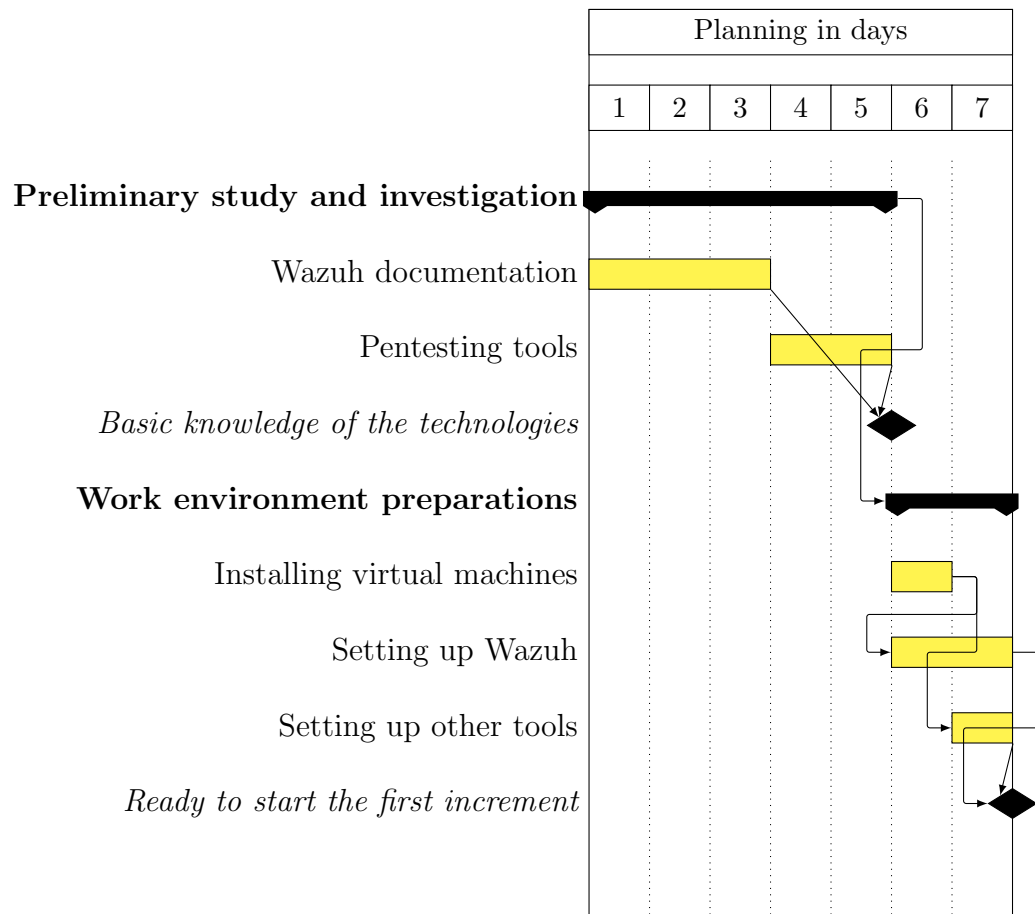 Planning in days
1 2 3 4 5 6 7
Preliminary study and investigation
Wazuh documentation
Pentesting tools
Basic knowledge of the technologies
Work environment preparations
Installing virtual machines
Setting up Wazuh
Setting up other tools
Ready to start the first increment